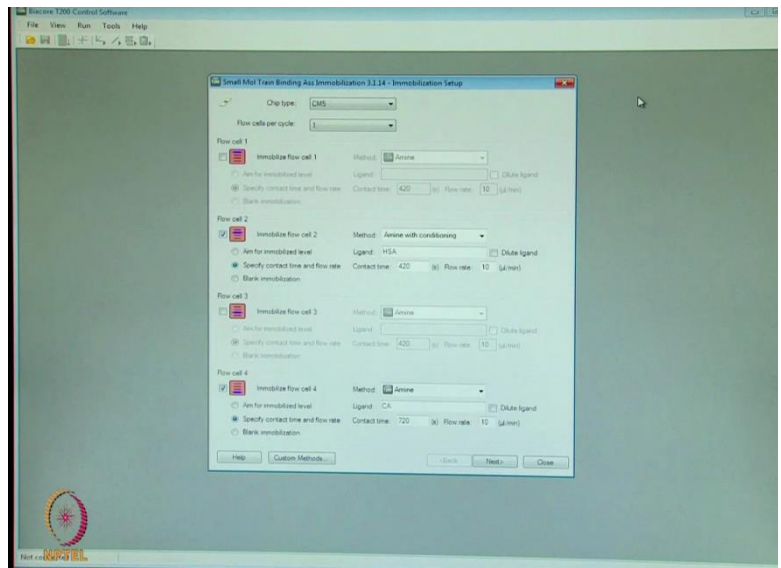 Biacore T200 Control Software
File View Run Tools Help
Small Mol Train Binding Ass Immobilization 3.1.14 - Immobilization Setup
Chip type: CM5
Flow cells per cycle: 1
Flow cell 1
Immobilize flow cell 1 Method: Amine
Aim for immobilized level Ligand: Dilute ligand
Specify contact time and flow rate Contact time: 420 (s) Flow rate: 10 (µl/min)
Blank immobilization
Flow cell 2
Immobilize flow cell 2 Method: Amine with conditioning
Aim for immobilized level Ligand: HSA Dilute ligand
Specify contact time and flow rate Contact time: 420 (s) Flow rate: 10 (µl/min)
Blank immobilization
Flow cell 3
Immobilize flow cell 3 Method: Amine
Aim for immobilized level Ligand: Dilute ligand
Specify contact time and flow rate Contact time: 420 (s) Flow rate: 10 (µl/min)
Blank immobilization
Flow cell 4
Immobilize flow cell 4 Method: Amine
Aim for immobilized level Ligand: CA Dilute ligand
Specify contact time and flow rate Contact time: 720 (s) Flow rate: 10 (µl/min)
Blank immobilization
Help Custom Methods... <Back Next> Close
Not
NPTEL